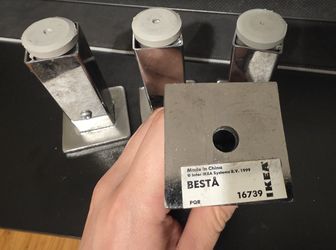 Made in China
© Inter IKEA Systems B.V. 1999
BESTÅ
PQR
16739
IKEA